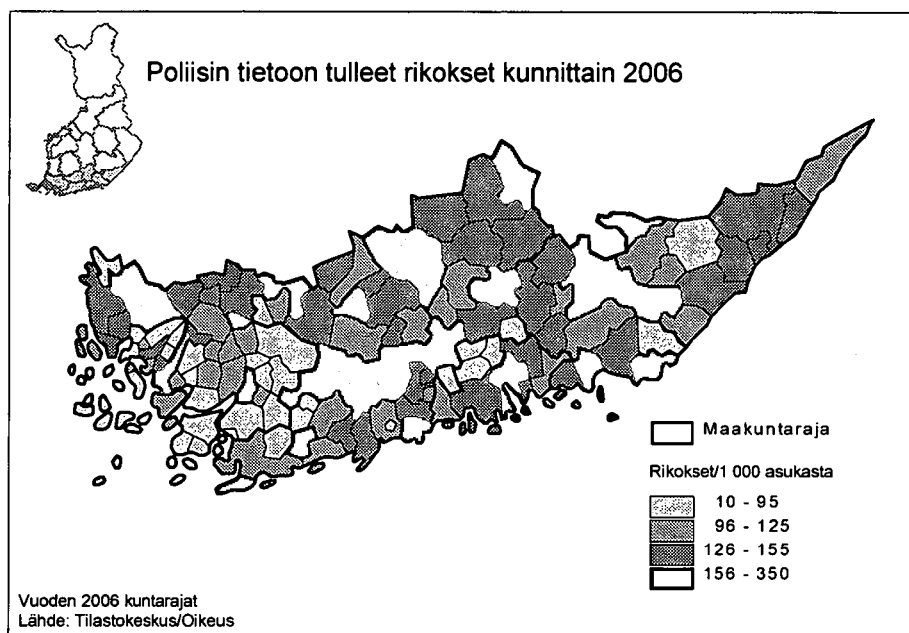 Poliisin tietoon tulleet rikokset kunnittain 2006
Maakuntaraja
Rikokset/1 000 asukasta
10 - 95
96 - 125
126 - 155
156 - 350
Vuoden 2006 kuntarajat
Lähde: Tilastokeskus/Oikeus